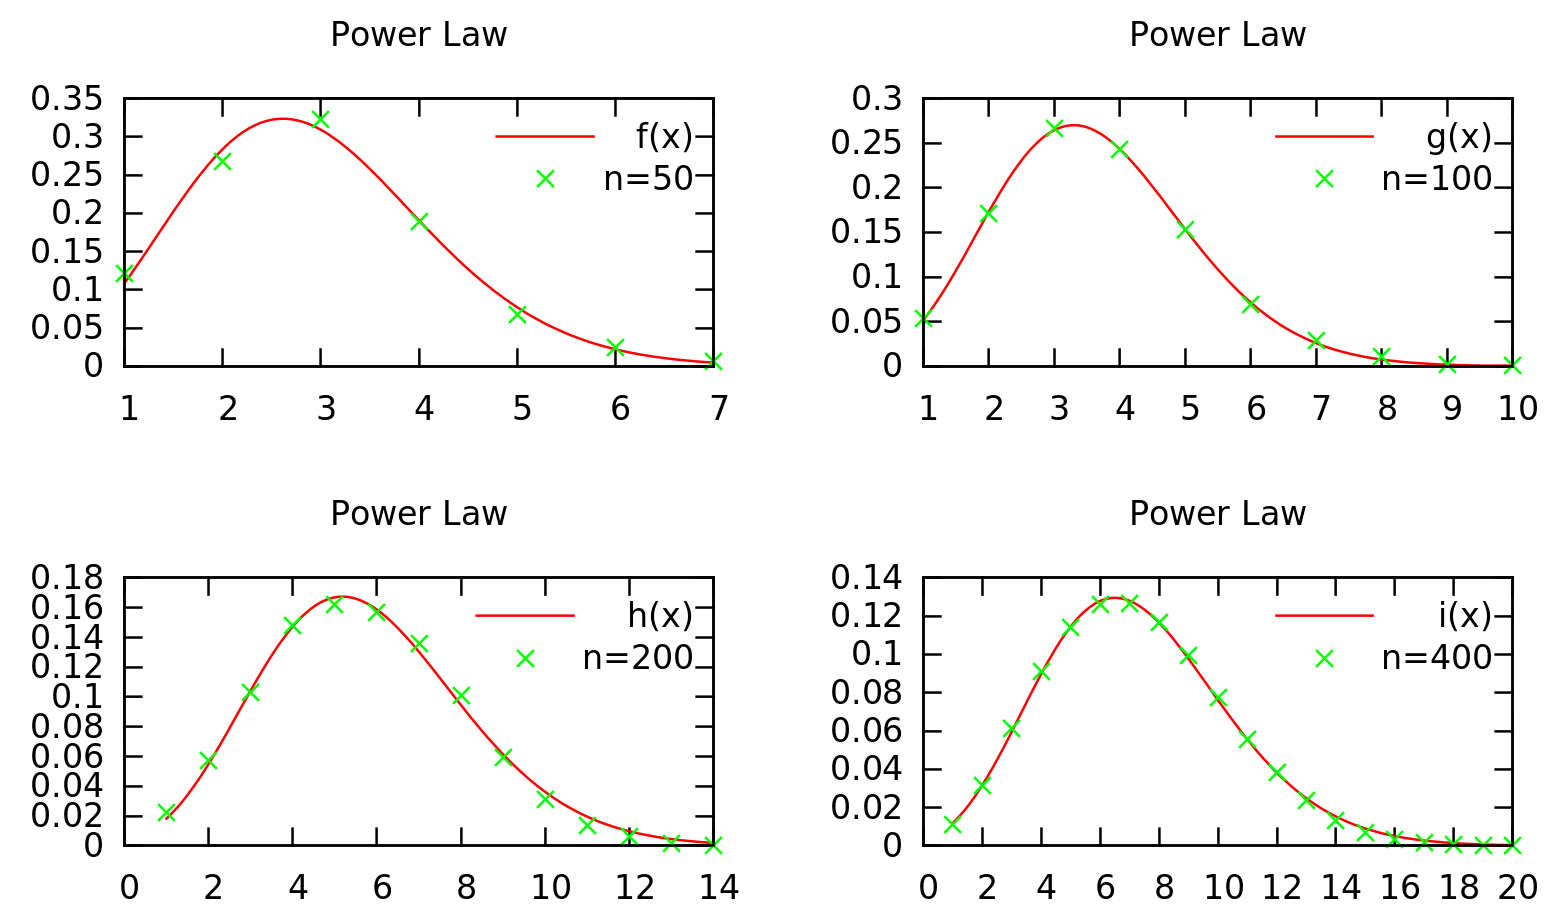 Power Law
0.35
0.3
0.25
0.2
0.15
0.1
0.05
0
f(x)
n=50
1 2 3 4 5 6 7
Power Law
0.3
0.25
0.2
0.15
0.1
0.05
0
g(x)
n=100
1 2 3 4 5 6 7 8 9 10
Power Law
0.18
0.16
0.14
0.12
0.1
0.08
0.06
0.04
0.02
0
h(x)
n=200
0 2 4 6 8 10 12 14
Power Law
0.14
0.12
0.1
0.08
0.06
0.04
0.02
0
i(x)
n=400
0 2 4 6 8 10 12 14 16 18 20